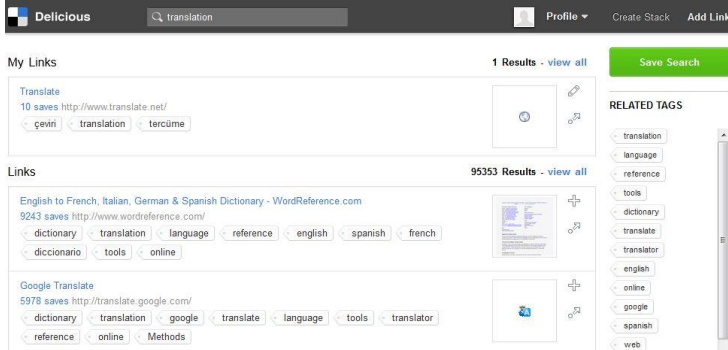 Delicious translation Profile Create Stack Add Link
My Links 1 Results - view all
Save Search
Translate
10 saves http://www.translate.net/
çeviri translation tercüme
RELATED TAGS
translation
language
reference
tools
dictionary
translate
translator
english
online
google
spanish
web
Links 95353 Results - view all
English to French, Italian, German & Spanish Dictionary - WordReference.com
9243 saves http://www.wordreference.com/
dictionary translation language reference english spanish french
diccionario tools online
Google Translate
5978 saves http://translate.google.com/
dictionary translation google translate language tools translator
reference online Methods